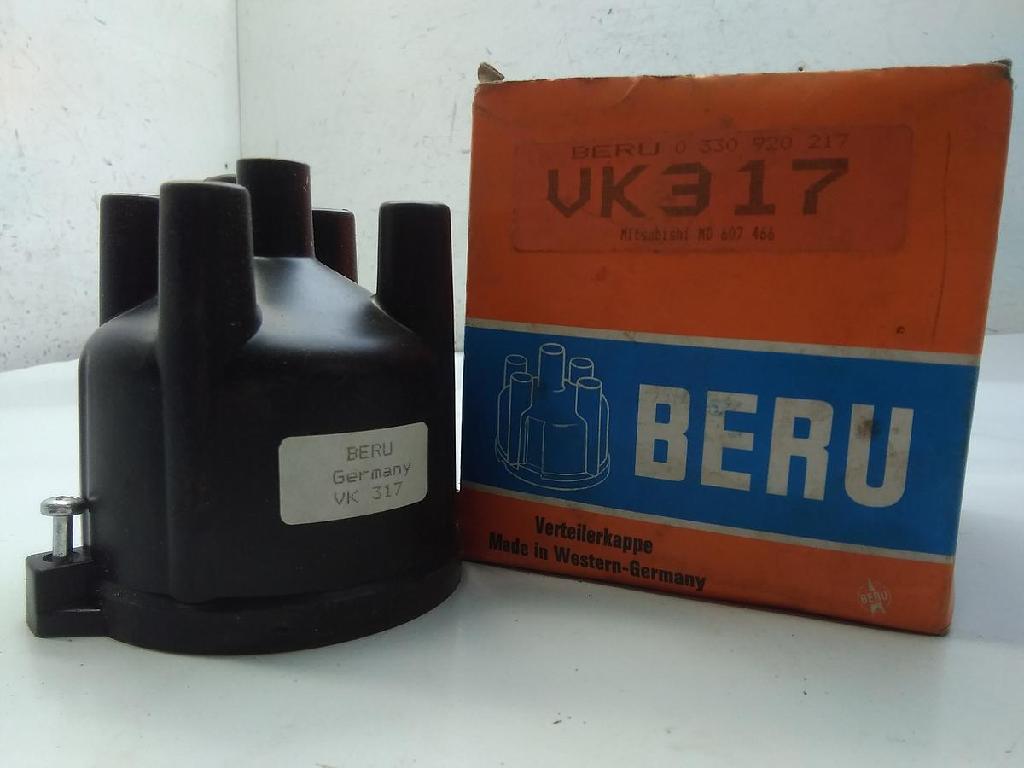 BERU 0 330 920 217
VK317
Mitsubishi MD 607 466
BERU
Verteilerkappe
Made in Western-Germany
BERU
BERU
Germany
VK 317